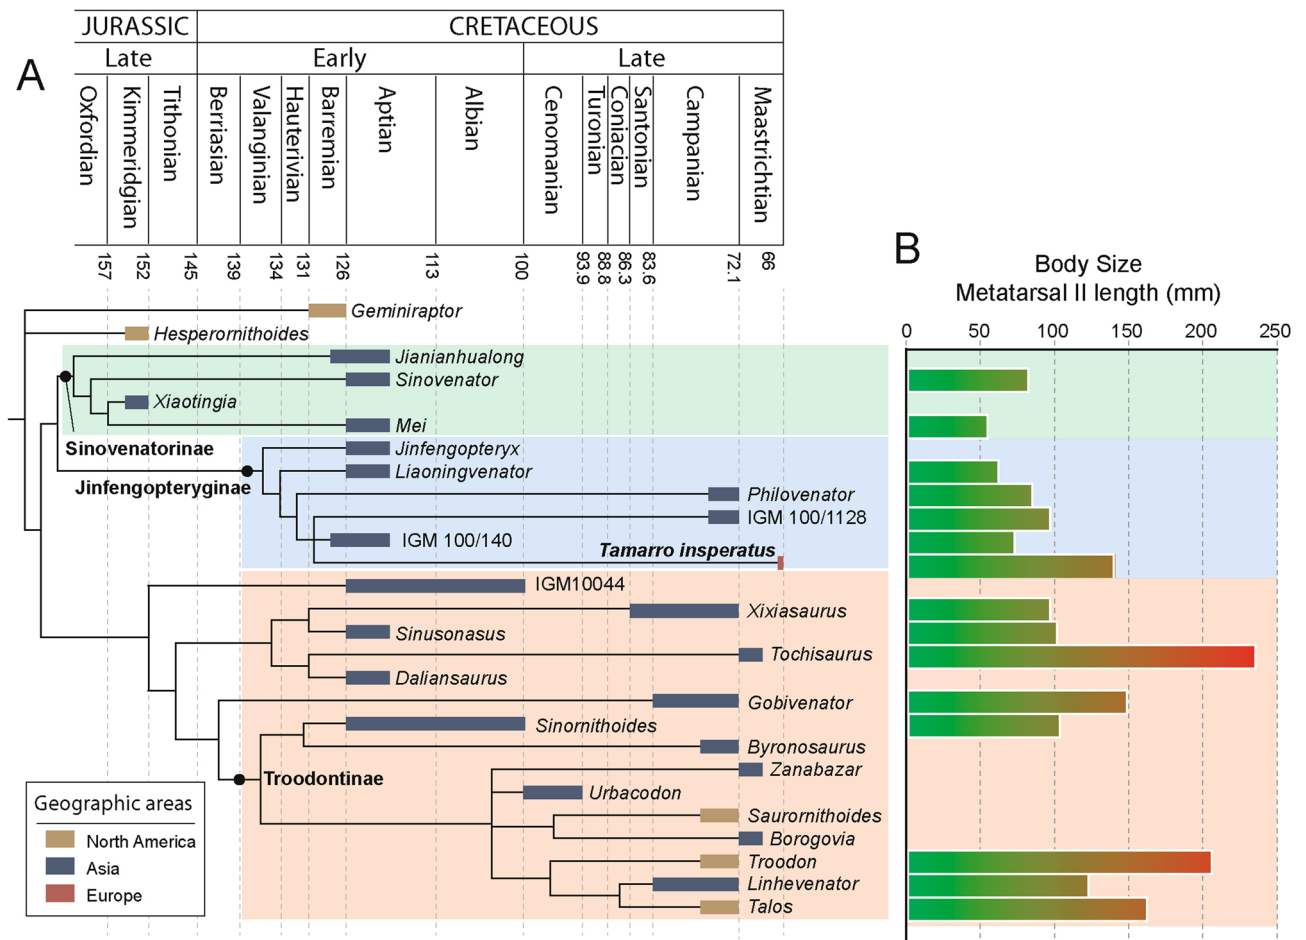 A
JURASSIC CRETACEOUS
Late Early Late
Oxfordian Kimmeridgian Tithonian Berriasian Valanginian Hauterivian Barremian Aptian Albian Cenomanian Turonian Coniacian Santonian Campanian Maastrichtian
157 152 145 139 134 131 126 113 100 93.9 88.8 86.3 83.6 72.1 66
Geminiraptor
Hesperornithoides
Jianianhualong
Sinovenator
Xiaotingia
Mei
Sinovenatorinae
Jinfengopteryx
Liaoningvenator
Jinfengopteryginae
Philovenator
IGM 100/1128
IGM 100/140
Tamarro insperatus
IGM10044
Xixiasaurus
Sinusonasus
Tochisaurus
Daliansaurus
Gobivenator
Sinornithoides
Byronosaurus
Troodontinae
Zanabazar
Urbacodon
Saurornithoides
Borogovia
Troodon
Linhevenator
Talos
Geographic areas
North America
Asia
Europe
B
Body Size
Metatarsal II length (mm)
0 50 100 150 200 250